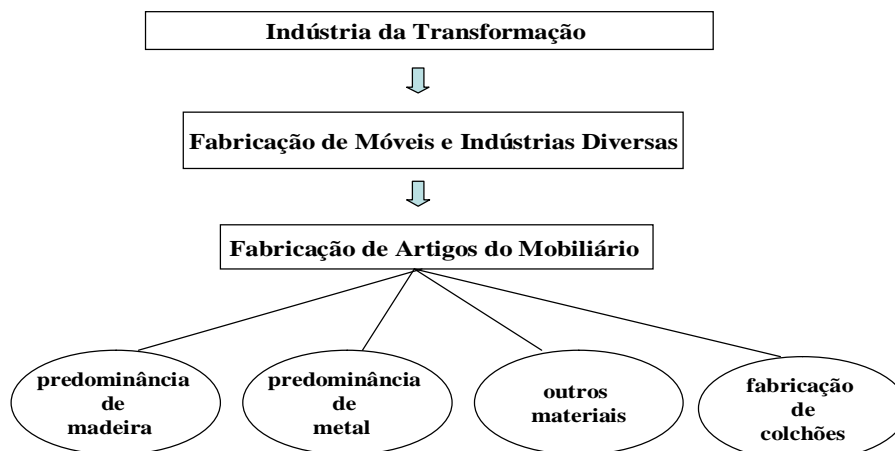 Indústria da Transformação
Fabricação de Móveis e Indústrias Diversas
Fabricação de Artigos do Mobiliário
predominância
de
madeira
predominância
de
metal
outros
materiais
fabricação
de
colchões